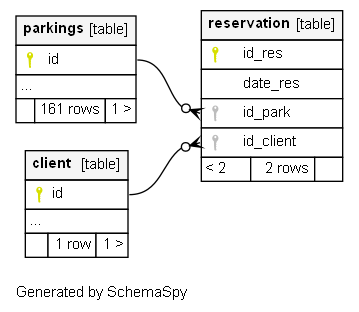 parkings [table]
id
...
161 rows 1 >
reservation [table]
id_res
date_res
id_park
id_client
< 2 2 rows
client [table]
id
...
1 row 1 >
Generated by SchemaSpy